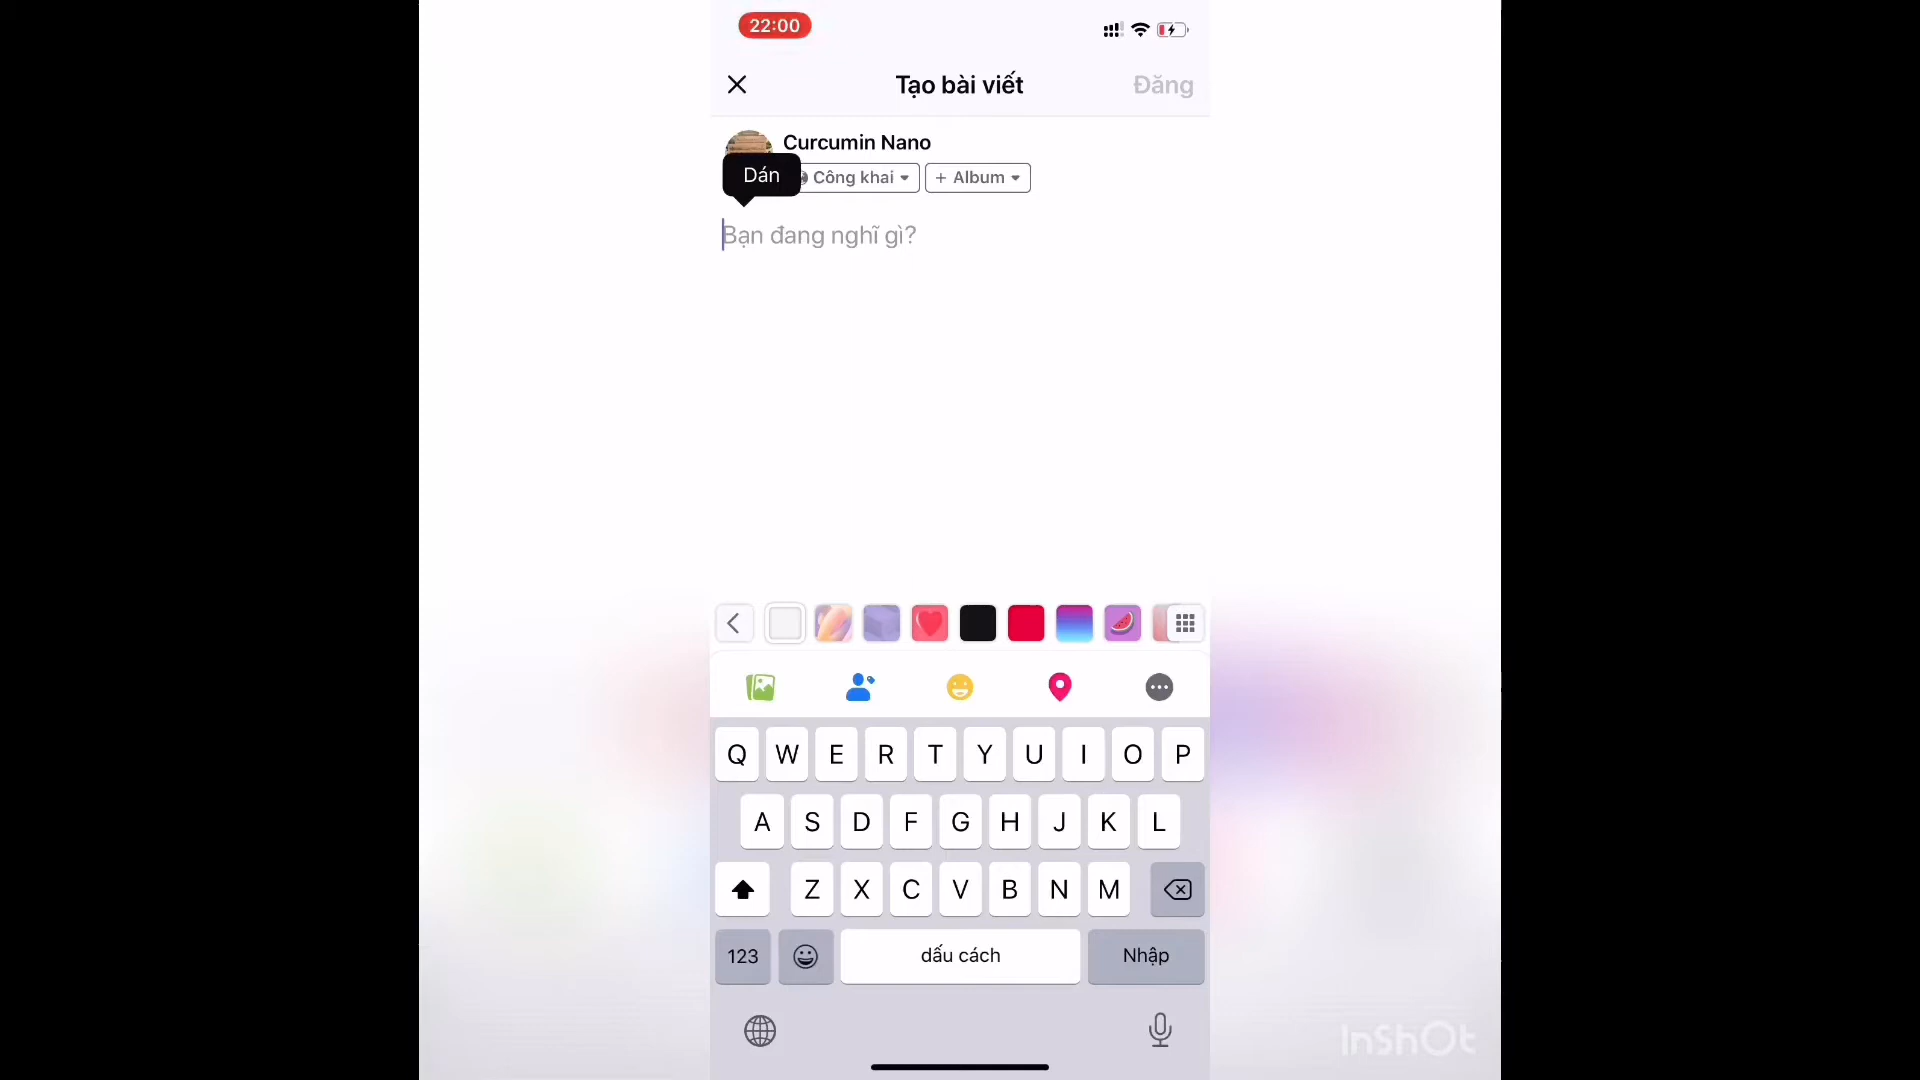 22:00
Tạo bài viết
Đăng
Curcumin Nano
Dán
Công khai
+ Album
Bạn đang nghĩ gì?
Q W E R T Y U I O P
A S D F G H J K L
Z X C V B N M
123
dấu cách
Nhập
InShOt